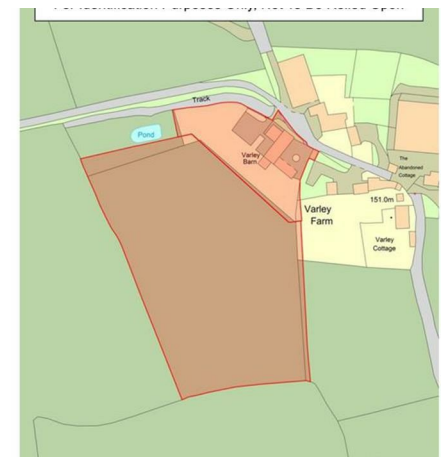 Track
Pond
Varley
Barn
The
Abandoned
Cottage
151.0m
Varley
Farm
Varley
Cottage